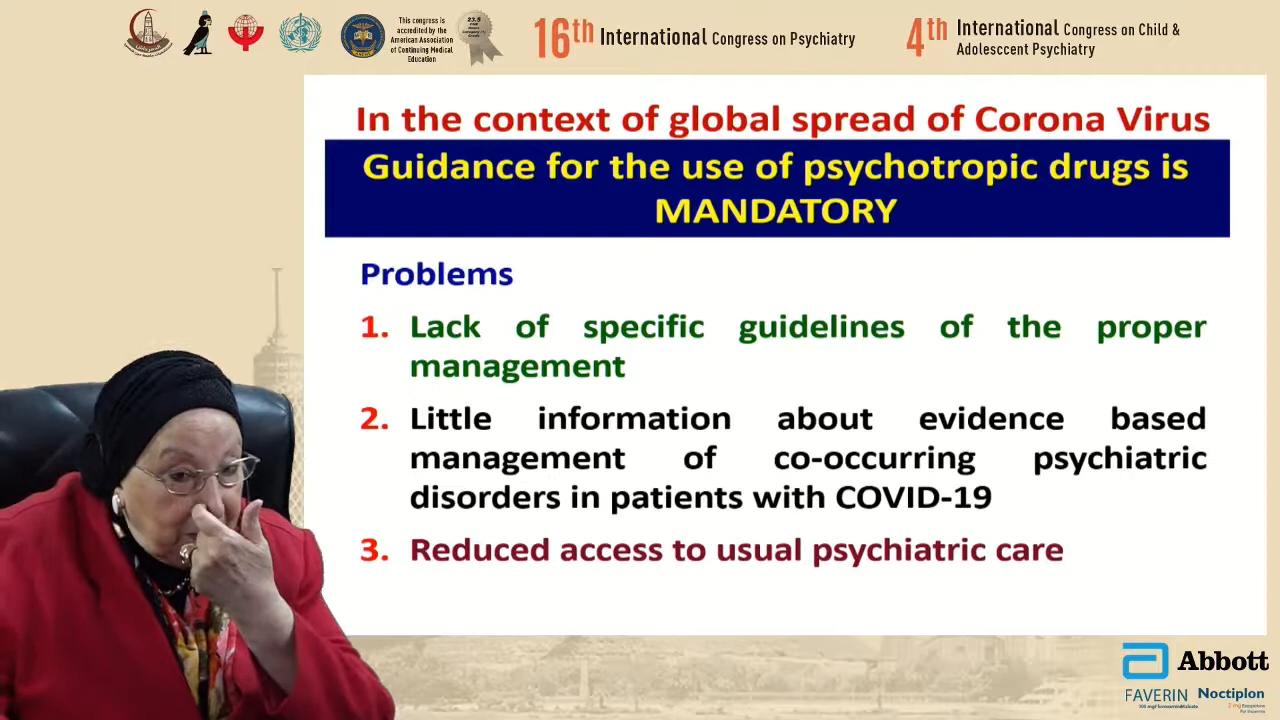 This congress is
accredited by the
American Association
of Continuing Medical
Education
23.5
16th International Congress on Psychiatry
4th International Congress on Child &
Adolesccent Psychiatry
In the context of global spread of Corona Virus
Guidance for the use of psychotropic drugs is
MANDATORY
Problems
1. Lack of specific guidelines of the proper
management
2. Little information about evidence based
management of co-occurring psychiatric
disorders in patients with COVID-19
3. Reduced access to usual psychiatric care
Abbott
FAVERIN Noctiplon